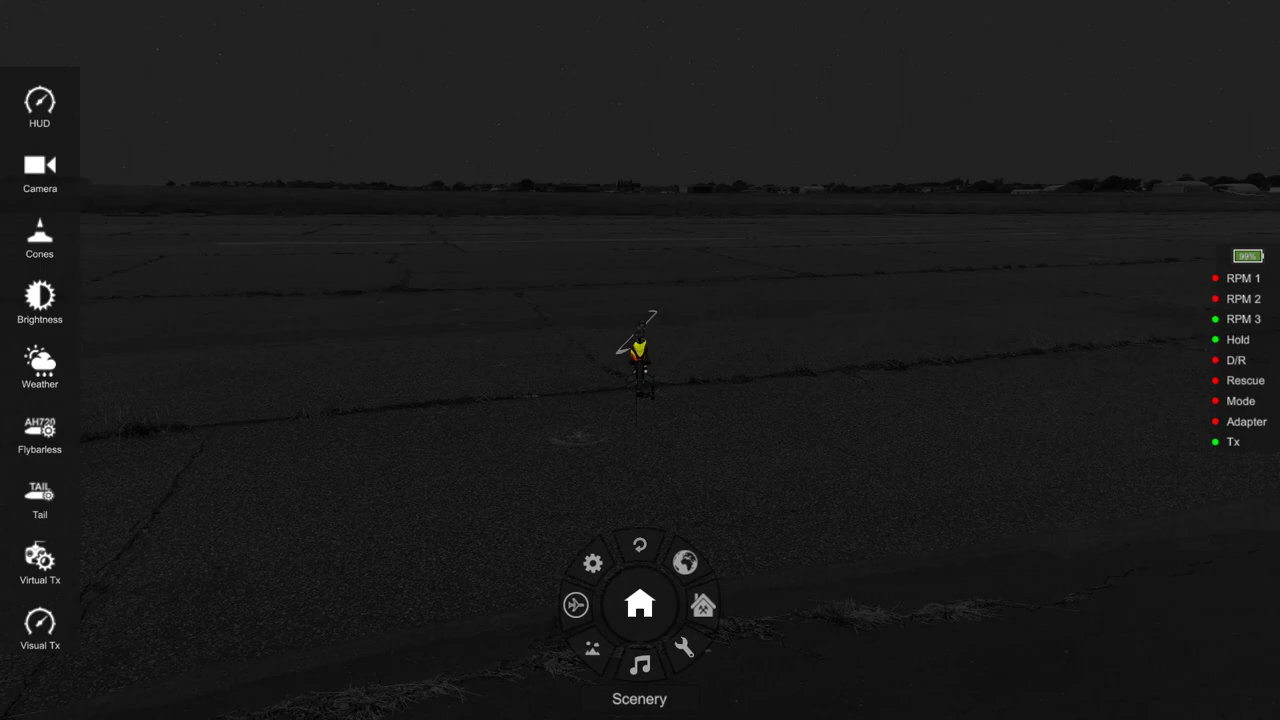 HUD
Camera
Cones
Brightness
Weather
AH720
Flybarless
TAIL
Tail
Virtual Tx
Visual Tx
99%
RPM 1
RPM 2
RPM 3
Hold
D/R
Rescue
Mode
Adapter
Tx
Scenery